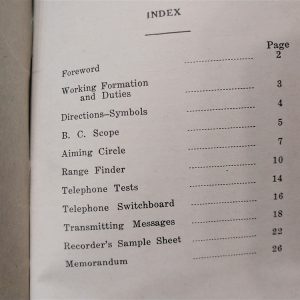 INDEX
Page
Foreword 2
Working Formation
and Duties ........ 3
Directions—Symbols ........ 4
B. C. Scope ........ 5
Aiming Circle ........ 7
Range Finder ........ 10
Telephone Tests ........ 14
Telephone Switchboard ........ 16
Transmitting Messages ........ 18
Recorder's Sample Sheet ........ 22
Memorandum ........ 26